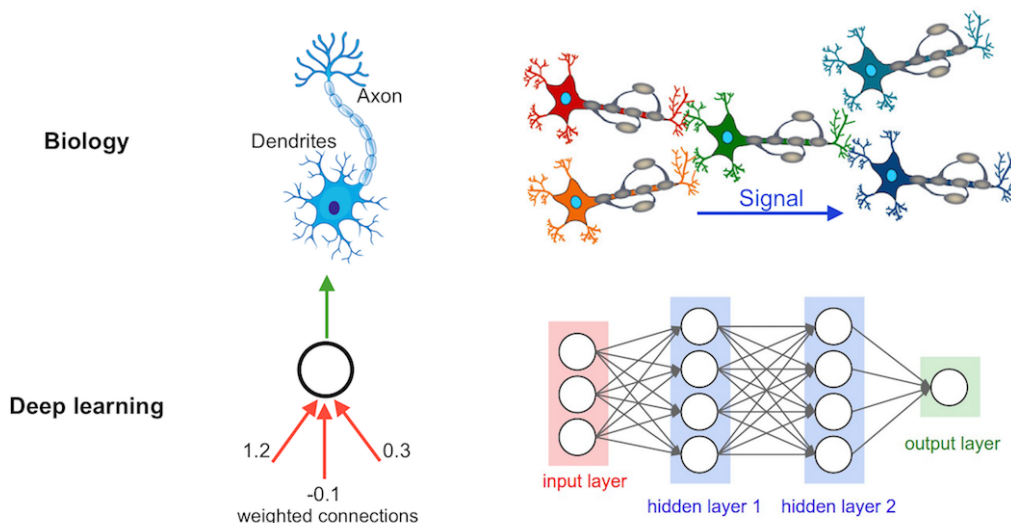 Biology
Axon
Dendrites
Signal
Deep learning
1.2
0.3
-0.1
weighted connections
input layer
hidden layer 1
hidden layer 2
output layer